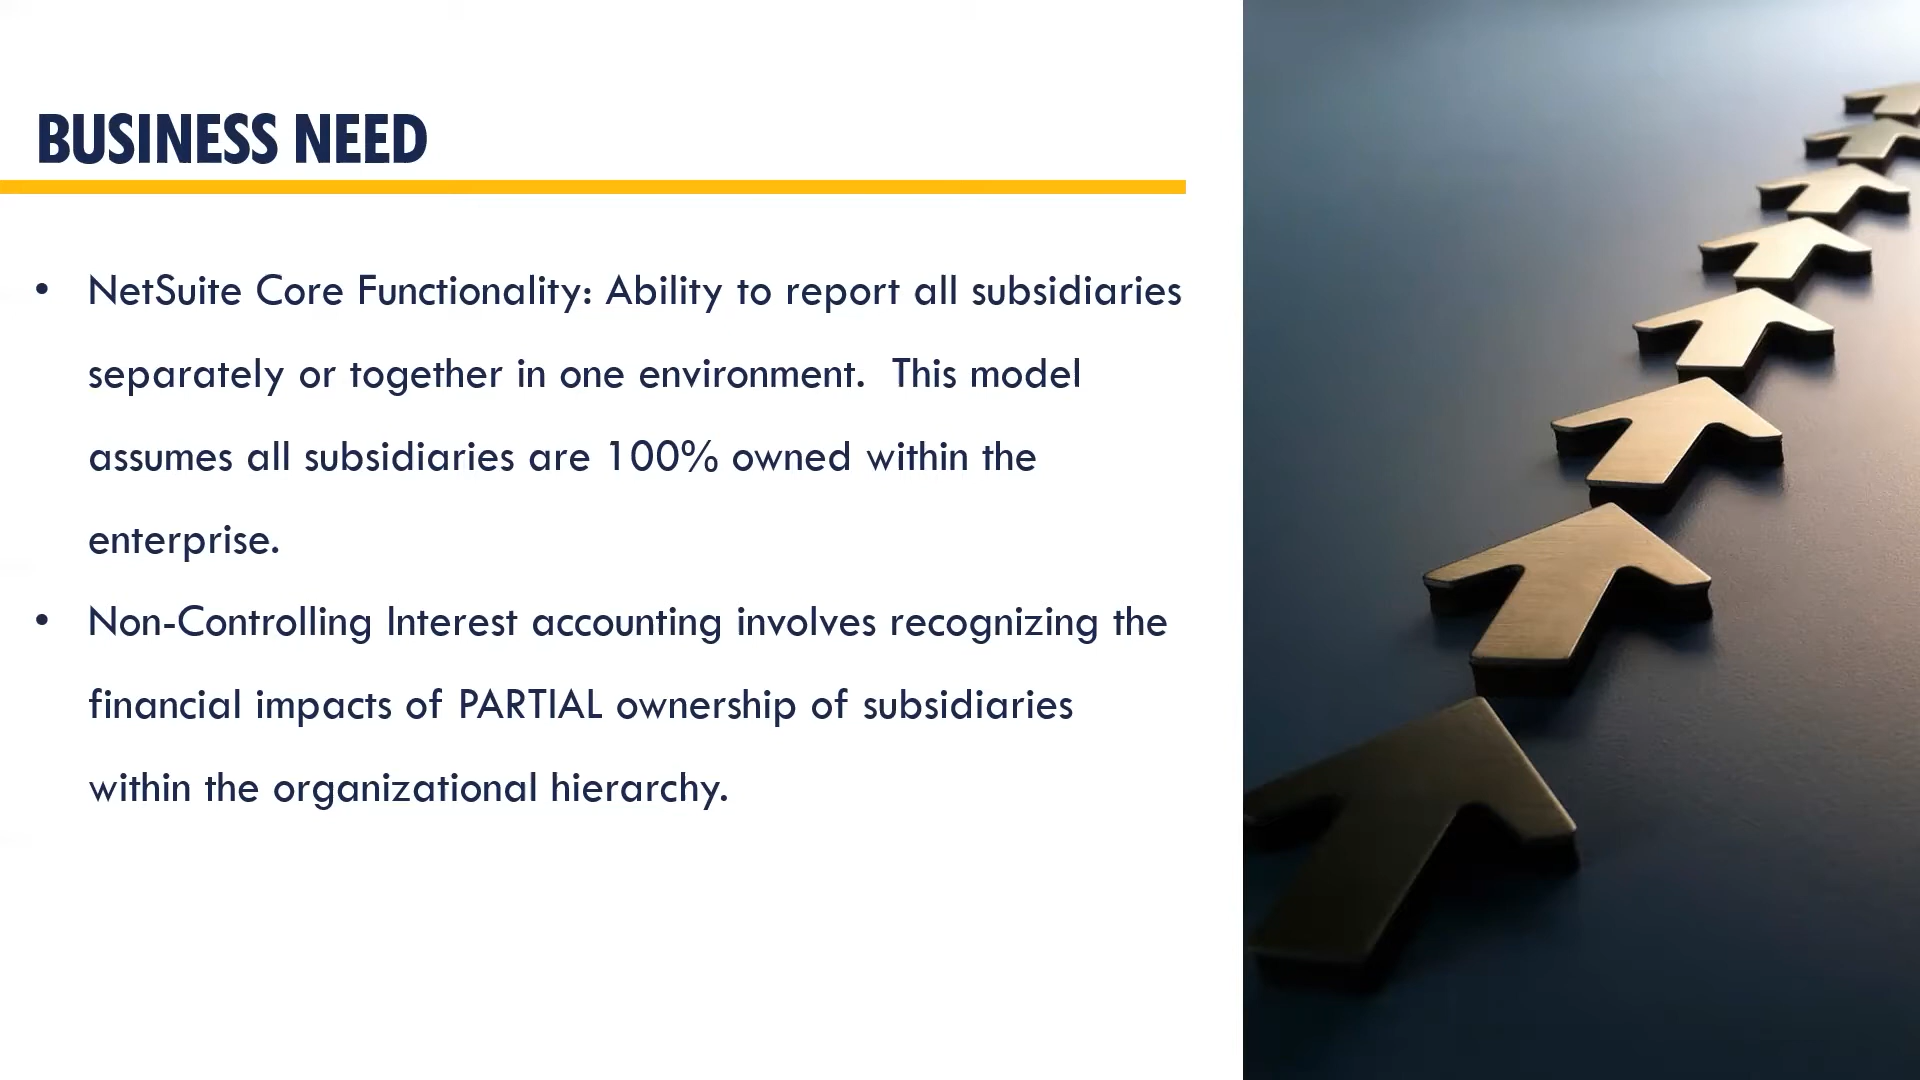 BUSINESS NEED
• NetSuite Core Functionality: Ability to report all subsidiaries
separately or together in one environment.  This model
assumes all subsidiaries are 100% owned within the
enterprise.
• Non-Controlling Interest accounting involves recognizing the
financial impacts of PARTIAL ownership of subsidiaries
within the organizational hierarchy.